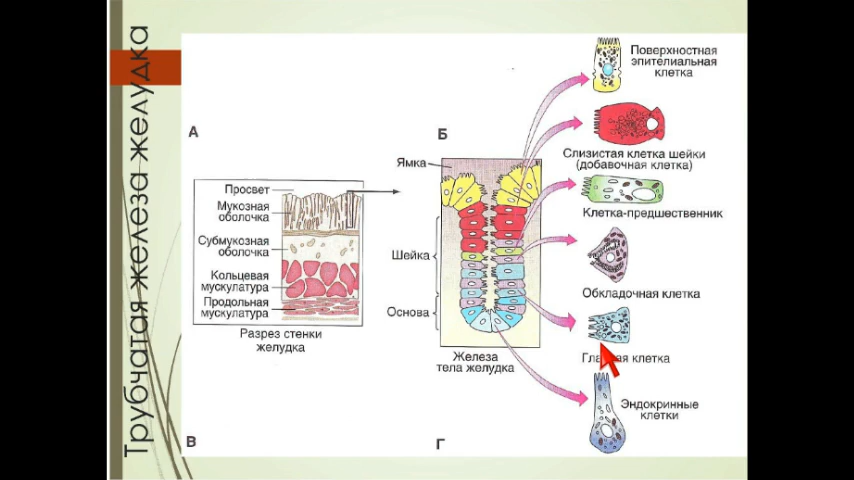 Трубчатая железа желудка
А
Просвет
Мукозная
оболочка
Субмукозная
оболочка
Кольцевая
мускулатура
Продольная
мускулатура
Разрез стенки
желудка
В
Б
Ямка
Шейка
Основа
Железа
тела желудка
Г
Поверхностная
эпителиальная
клетка
Слизистая клетка шейки
(добавочная клетка)
Клетка-предшественник
Обкладочная клетка
Главная клетка
Эндокринные
клетки